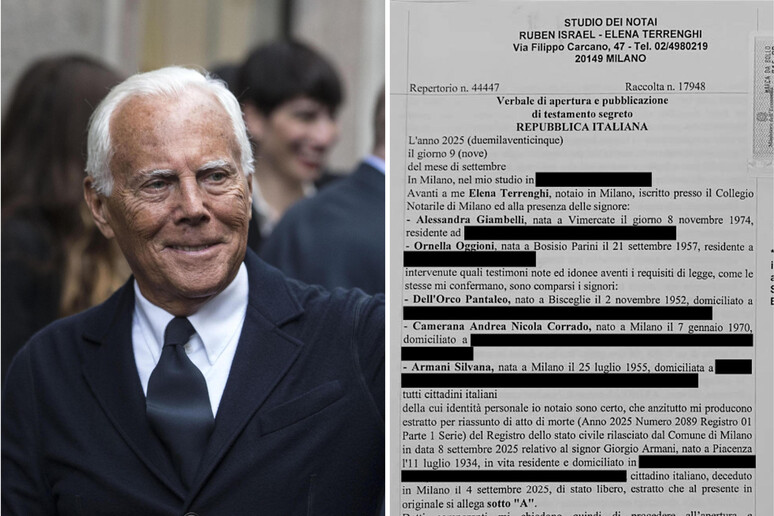 STUDIO DEI NOTAI
RUBEN ISRAEL - ELENA TERRENGHI
Via Filippo Carcano, 47 - Tel. 02/4980219
20149 MILANO
Repertorio n. 44447 Raccolta n. 17948
Verbale di apertura e pubblicazione
di testamento segreto
REPUBBLICA ITALIANA
L'anno 2025 (duemilaventicinque)
il giorno 9 (nove)
del mese di settembre
In Milano, nel mio studio in
Avanti a me Elena Terrenghi, notaio in Milano, iscritto presso il Collegio
Notarile di Milano ed alla presenza delle signore:
- Alessandra Giambelli, nata a Vimercate il giorno 8 novembre 1974,
residente ad
- Ornella Oggioni, nata a Bosisio Parini il 21 settembre 1957, residente a
intervenute quali testimoni note ed idonee aventi i requisiti di legge, come le
stesse mi confermano, sono comparsi i signori:
- Dell'Orco Pantaleo, nato a Bisceglie il 2 novembre 1952, domiciliato a
- Camerana Andrea Nicola Corrado, nato a Milano il 7 gennaio 1970,
domiciliato a
- Armani Silvana, nata a Milano il 25 luglio 1955, domiciliata a
tutti cittadini italiani
della cui identità personale io notaio sono certo, che anzitutto mi producono
estratto per riassunto di atto di morte (Anno 2025 Numero 2089 Registro 01
Parte 1 Serie) del Registro dello stato civile rilasciato dal Comune di Milano
in data 8 settembre 2025 relativo al signor Giorgio Armani, nato a Piacenza
l'11 luglio 1934, in vita residente e domiciliato in
cittadino italiano, deceduto
in Milano il 4 settembre 2025, di stato libero, estratto che al presente in
originale si allega sotto "A".
MARCA DA BOLLO